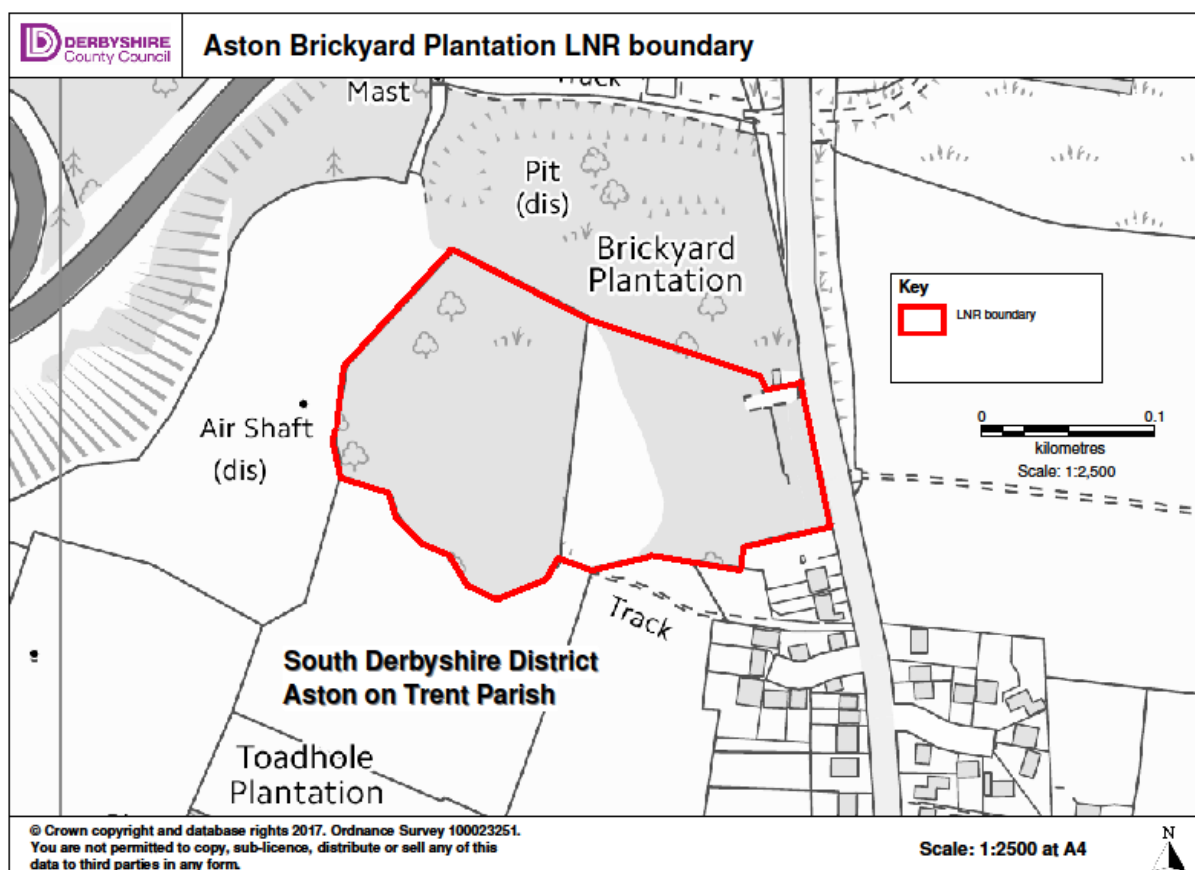 DERBYSHIRE
County Council
Aston Brickyard Plantation LNR boundary
Mast
Track
Pit
(dis)
Brickyard
Plantation
Key
LNR boundary
0 0.1
kilometres
Scale: 1:2,500
Air Shaft
(dis)
Track
South Derbyshire District
Aston on Trent Parish
Toadhole
Plantation
© Crown copyright and database rights 2017. Ordnance Survey 100023251.
You are not permitted to copy, sub-licence, distribute or sell any of this
data to third parties in any form.
Scale: 1:2500 at A4
N